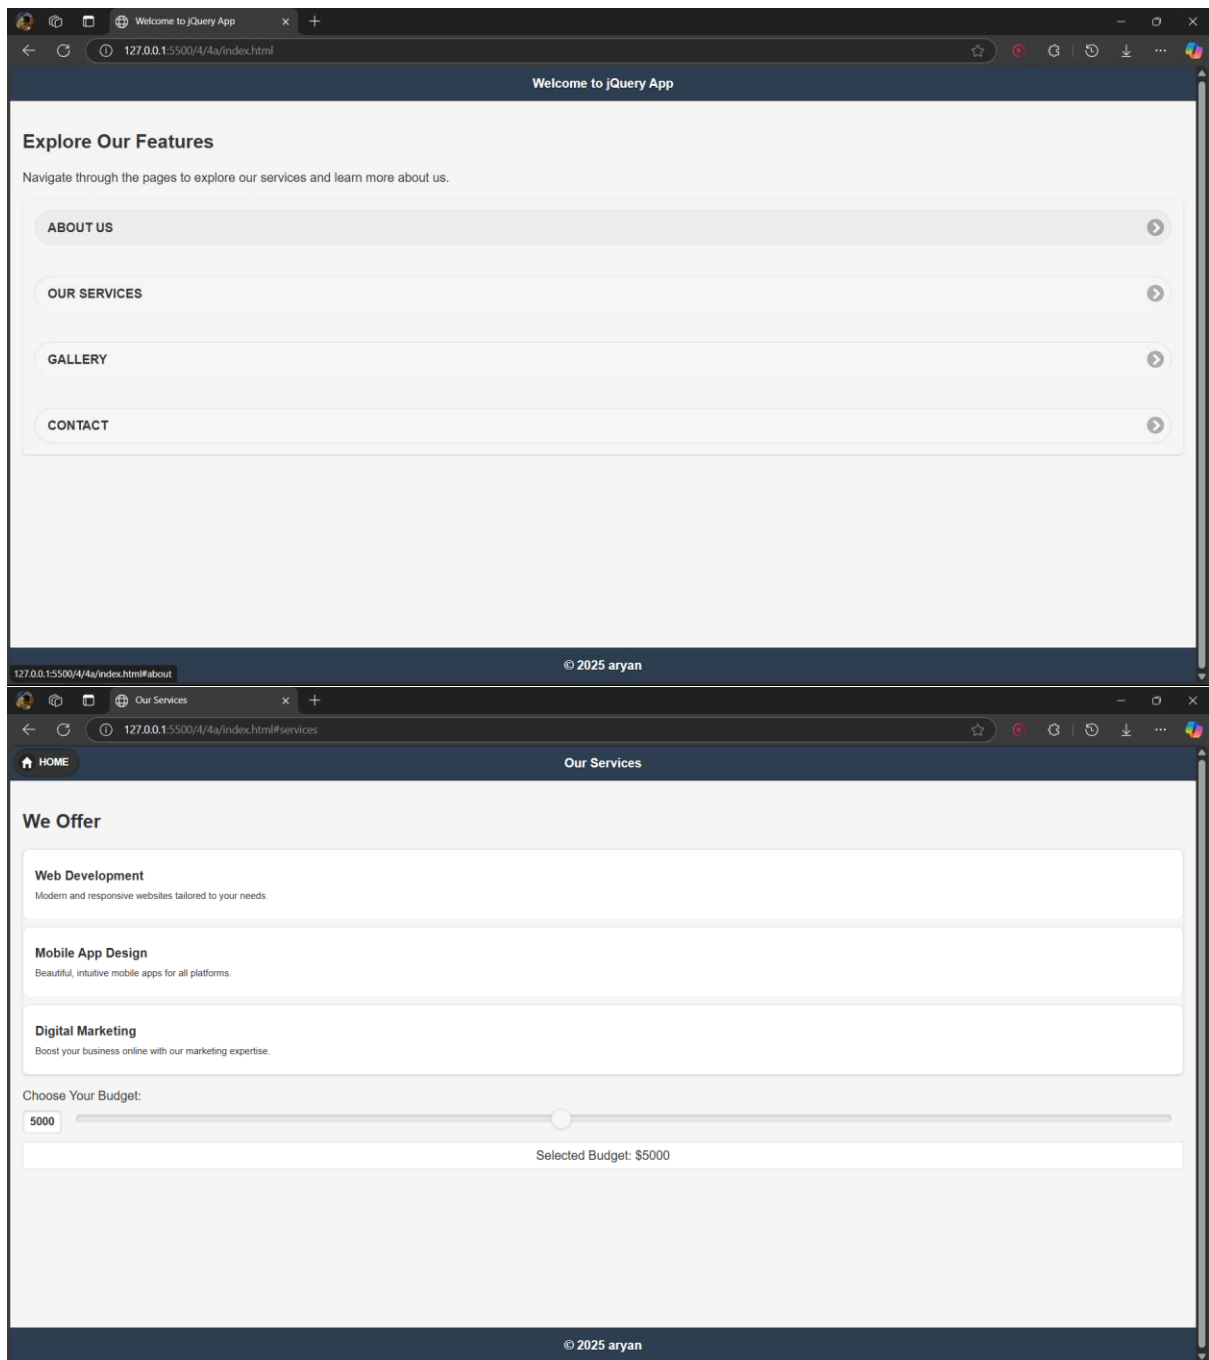 Welcome to jQuery App
127.0.0.1:5500/4/4a/index.html
Welcome to jQuery App
Explore Our Features
Navigate through the pages to explore our services and learn more about us.
ABOUT US
OUR SERVICES
GALLERY
CONTACT
© 2025 aryan
127.0.0.1:5500/4/4a/index.html#about
Our Services
127.0.0.1:5500/4/4a/index.html#services
HOME
Our Services
We Offer
Web Development
Modern and responsive websites tailored to your needs.
Mobile App Design
Beautiful, intuitive mobile apps for all platforms.
Digital Marketing
Boost your business online with our marketing expertise.
Choose Your Budget:
5000
Selected Budget: $5000
© 2025 aryan